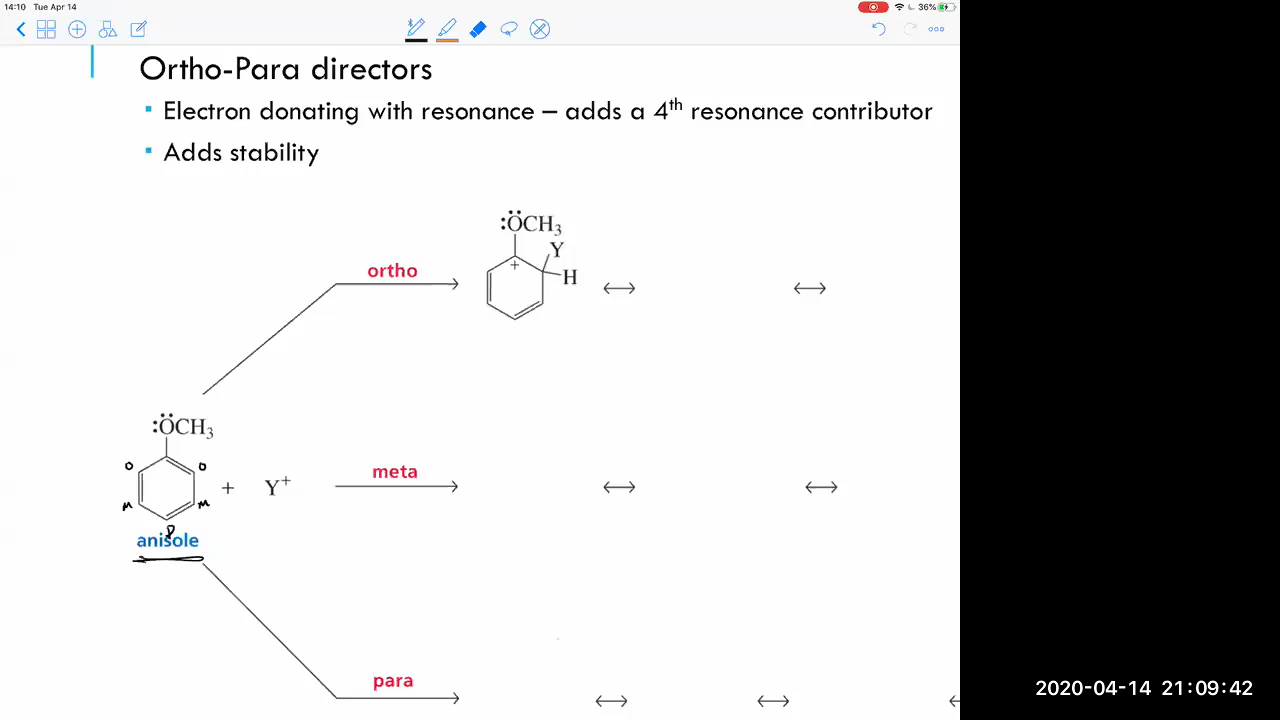 14:10 Tue Apr 14
36%
Ortho-Para directors
▪ Electron donating with resonance – adds a 4th resonance contributor
▪ Adds stability
:ÖCH3
Y
+
H
ortho
:ÖCH3
O O
+ Y+
M M
P
anisole
meta
para
2020-04-14 21:09:42